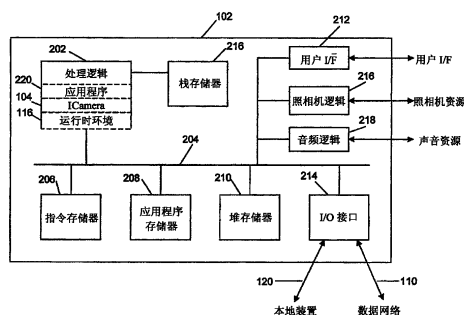 102
202
处理逻辑
220
应用程序
104
ICamera
116
运行时环境
216
栈存储器
212
用户 I/F
用户 I/F
216
照相机逻辑
照相机资源
218
音频逻辑
声音资源
204
206
指令存储器
208
应用程序
存储器
210
堆存储器
214
I/O 接口
120
110
本地装置
数据网络